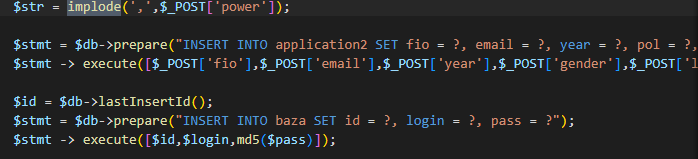 $str = implode(',',$_POST['power']);
$stmt = $db->prepare("INSERT INTO application2 SET fio = ?, email = ?, year = ?, pol = ?,
$stmt -> execute([$_POST['fio'],$_POST['email'],$_POST['year'],$_POST['gender'],$_POST['l
$id = $db->lastInsertId();
$stmt = $db->prepare("INSERT INTO baza SET id = ?, login = ?, pass = ?");
$stmt -> execute([$id,$login,md5($pass)]);